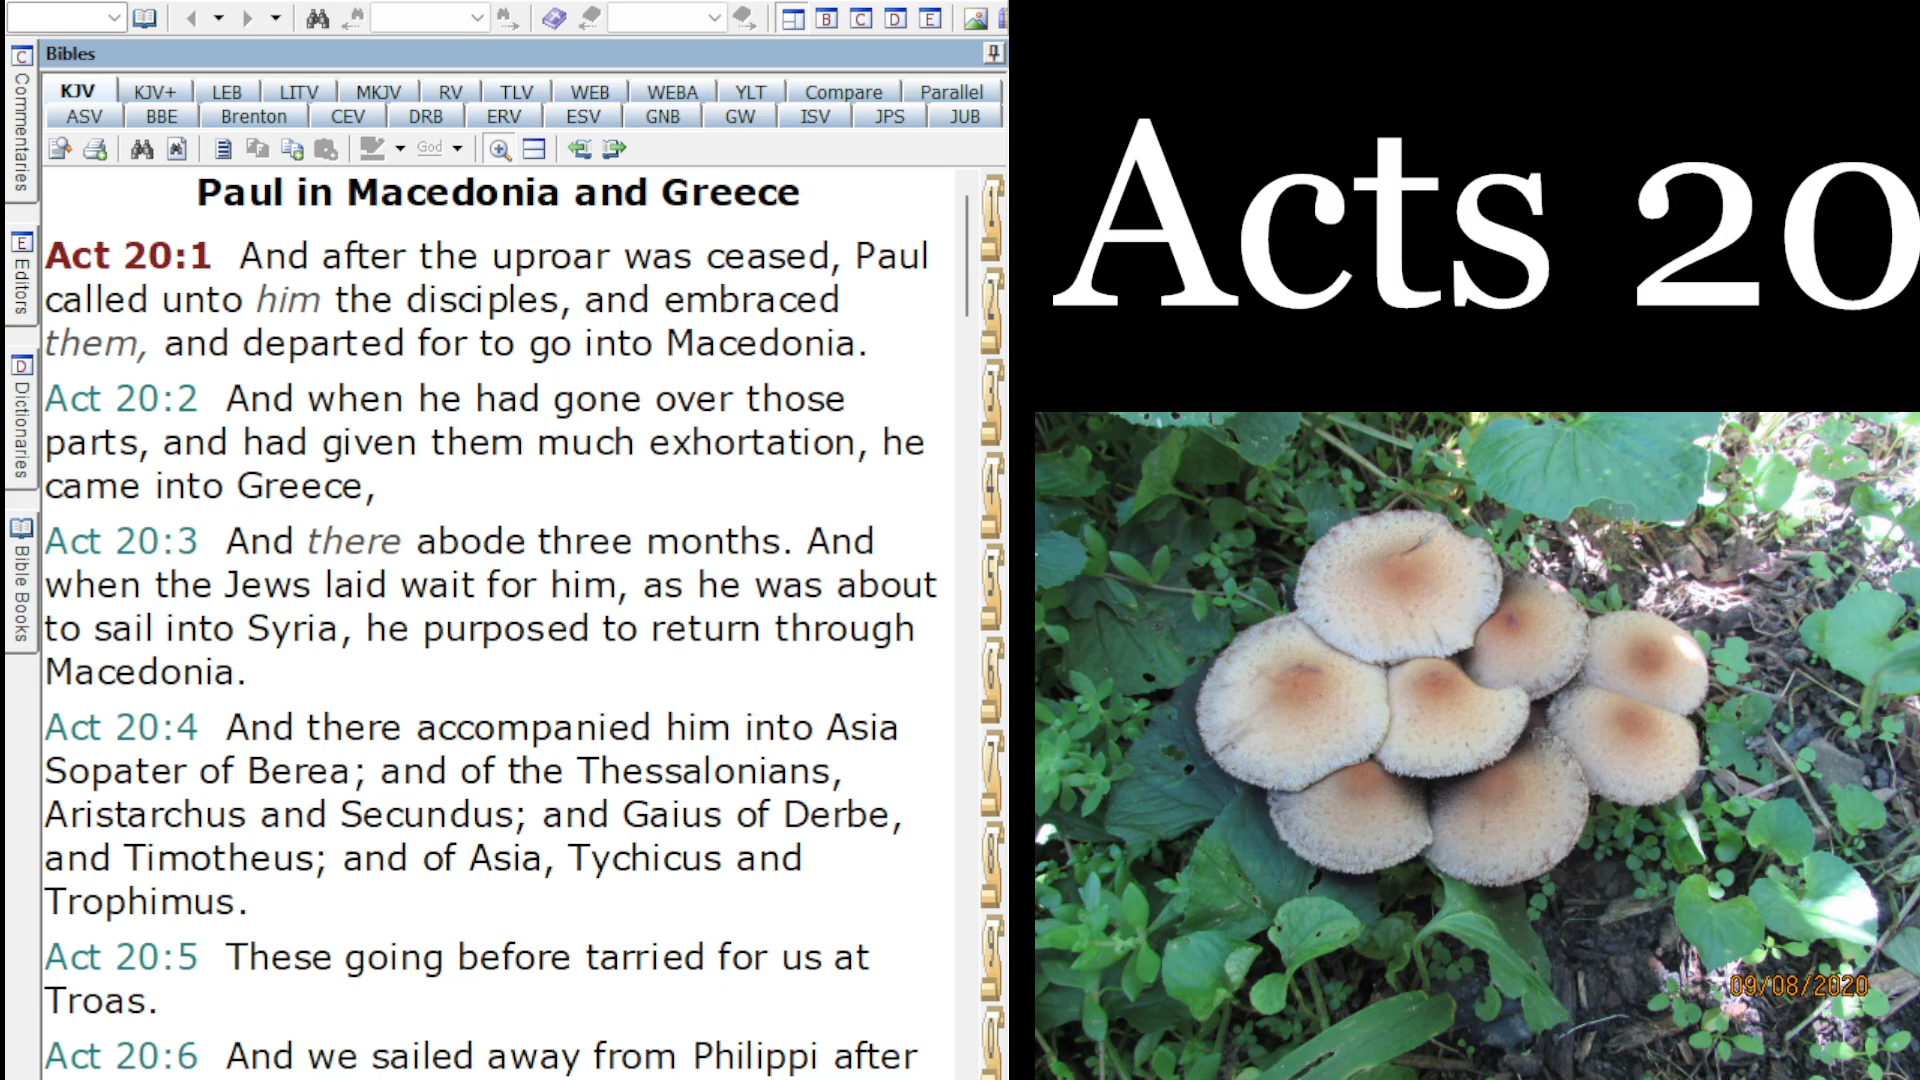 Bibles
Commentaries
Editors
Dictionaries
Bible Books
B C D E
KJV KJV+ LEB LITV MKJV RV TLV WEB WEBA YLT Compare Parallel
ASV BBE Brenton CEV DRB ERV ESV GNB GW ISV JPS JUB
God
Paul in Macedonia and Greece
Act 20:1 And after the uproar was ceased, Paul
called unto him the disciples, and embraced
them, and departed for to go into Macedonia.
Act 20:2 And when he had gone over those
parts, and had given them much exhortation, he
came into Greece,
Act 20:3 And there abode three months. And
when the Jews laid wait for him, as he was about
to sail into Syria, he purposed to return through
Macedonia.
Act 20:4 And there accompanied him into Asia
Sopater of Berea; and of the Thessalonians,
Aristarchus and Secundus; and Gaius of Derbe,
and Timotheus; and of Asia, Tychicus and
Trophimus.
Act 20:5 These going before tarried for us at
Troas.
Act 20:6 And we sailed away from Philippi after
Acts 20
09/08/2020